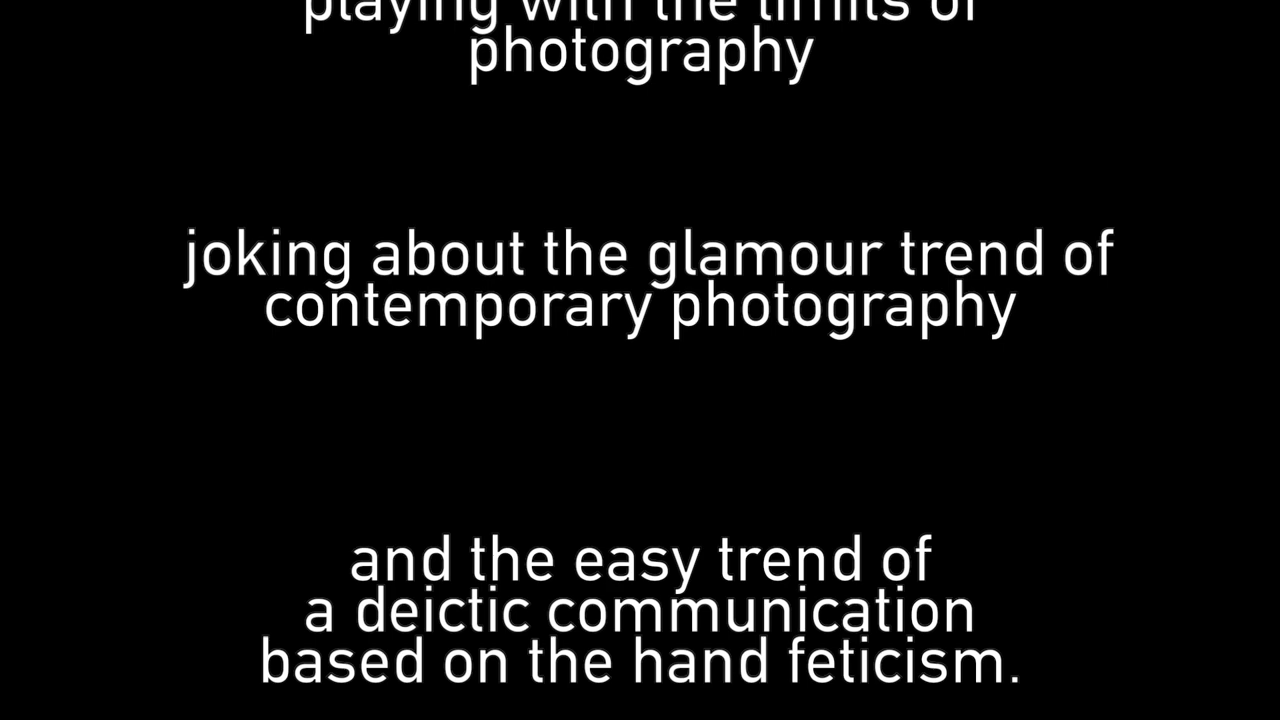 playing with the limits of
photography
joking about the glamour trend of
contemporary photography
and the easy trend of
a deictic communication
based on the hand feticism.